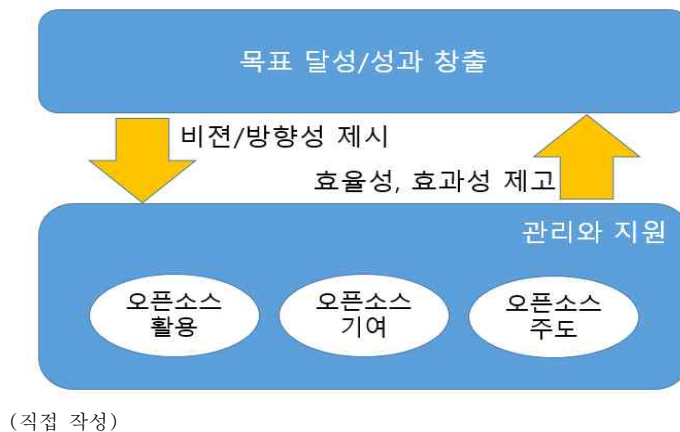 목표 달성/성과 창출
비젼/방향성 제시
효율성, 효과성 제고
관리와 지원
오픈소스
활용
오픈소스
기여
오픈소스
주도
(직접 작성)